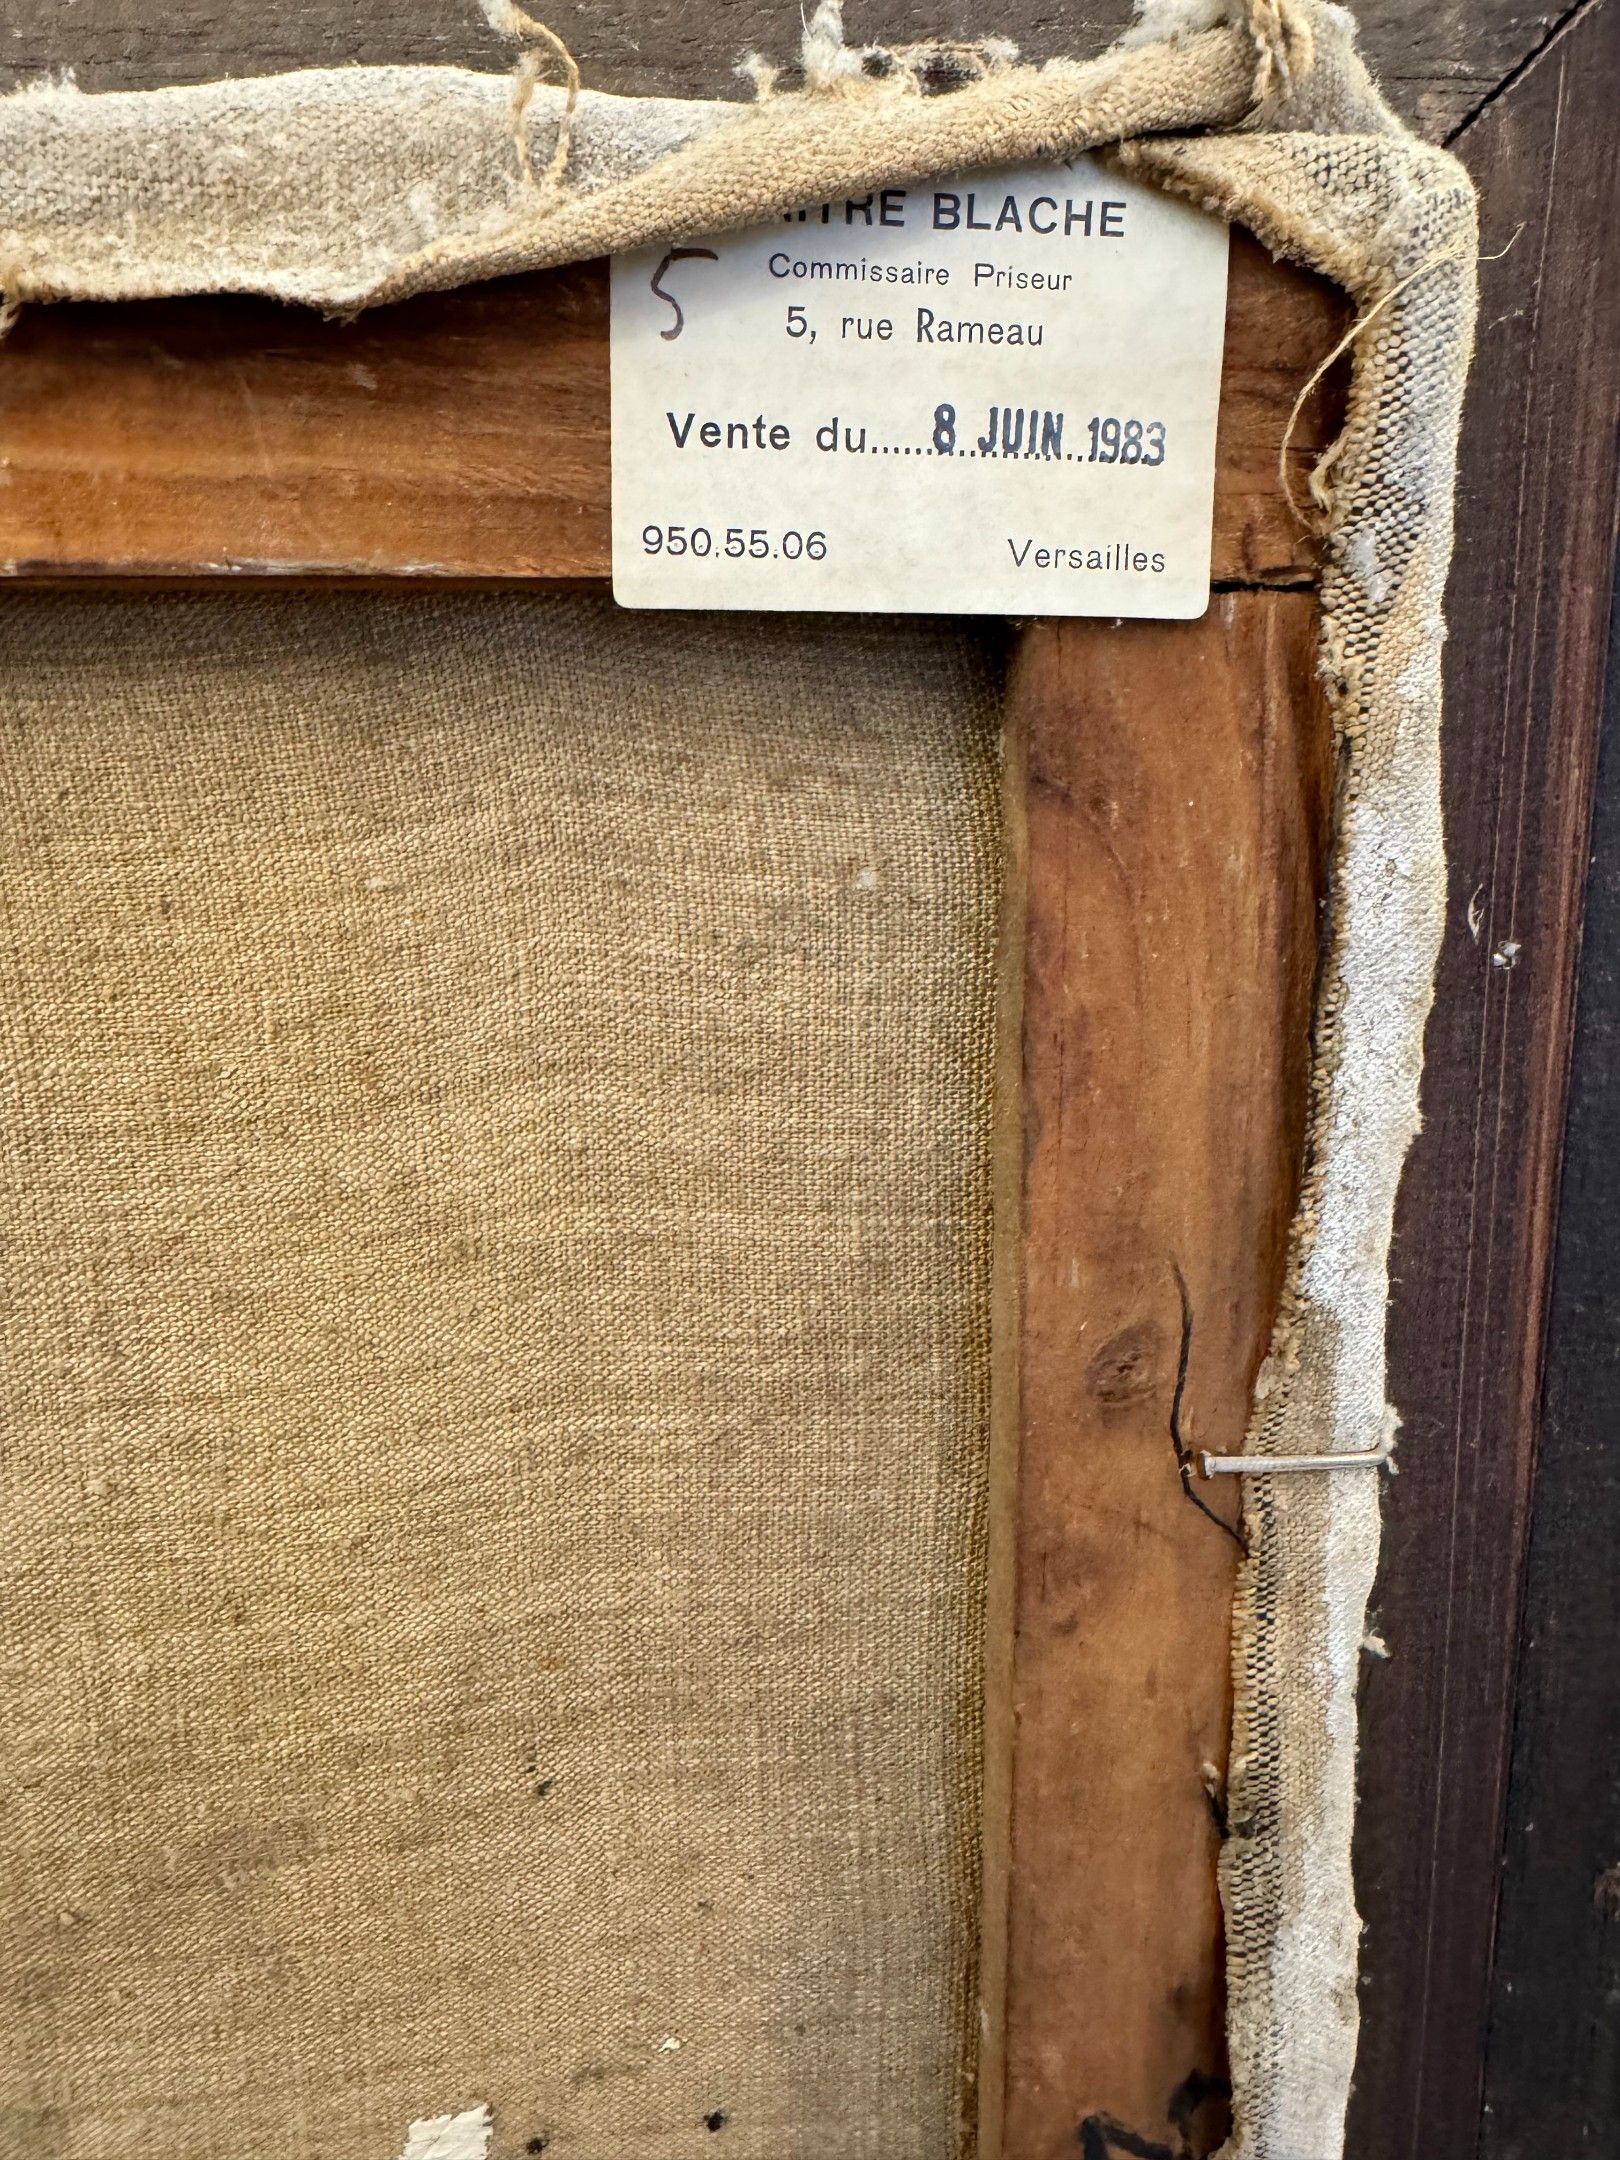 BLACHE
5
Commissaire Priseur
5, rue Rameau
Vente du.....8 JUIN 1983
950.55.06 Versailles